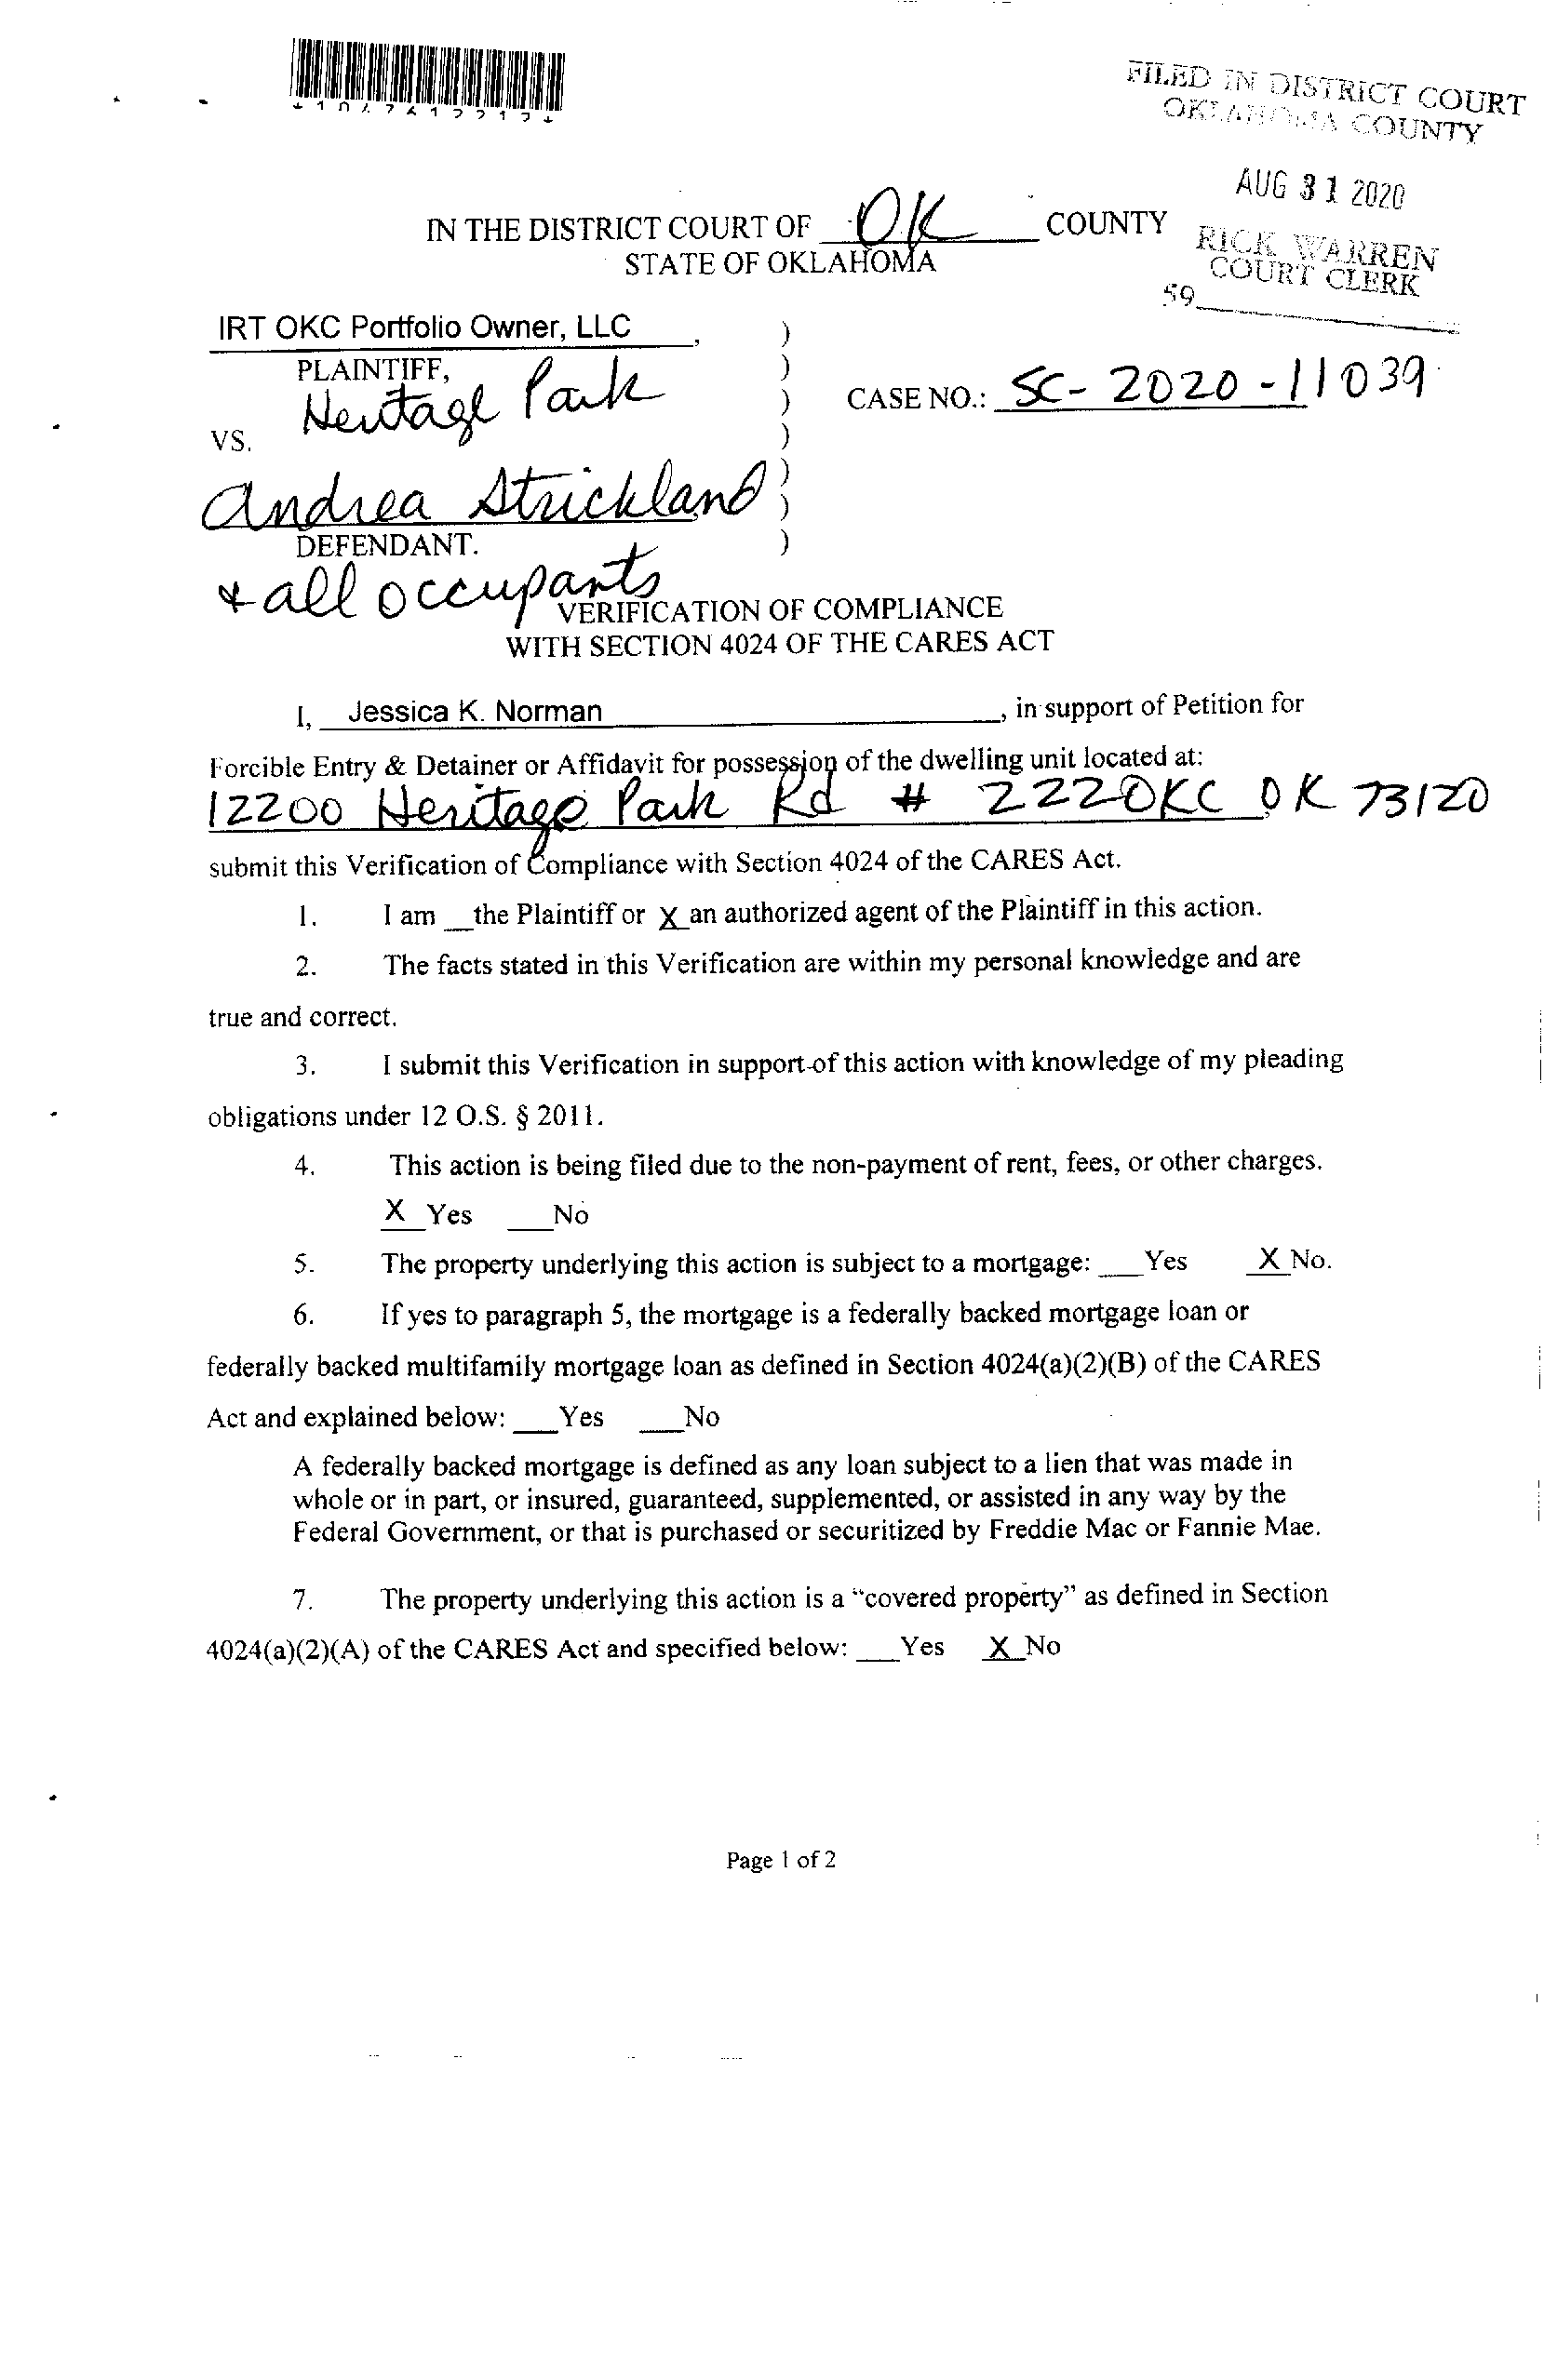 FILED IN DISTRICT COURT
OKLAHOMA COUNTY
AUG 31 2020
RICK WARREN
COURT CLERK
59
IN THE DISTRICT COURT OF OK COUNTY
STATE OF OKLAHOMA
IRT OKC Portfolio Owner, LLC, )
PLAINTIFF, )
Heritage Park ) CASE NO.: SC-2020-11039
VS. )
Andrea Strickland )
)
DEFENDANT. )
+ all occupants
VERIFICATION OF COMPLIANCE
WITH SECTION 4024 OF THE CARES ACT
I, Jessica K. Norman, in support of Petition for
Forcible Entry & Detainer or Affidavit for possession of the dwelling unit located at:
12200 Heritage Park Rd # 222 OKC OK 73120
submit this Verification of Compliance with Section 4024 of the CARES Act.
1. I am __the Plaintiff or X an authorized agent of the Plaintiff in this action.
2. The facts stated in this Verification are within my personal knowledge and are
true and correct.
3. I submit this Verification in support of this action with knowledge of my pleading
obligations under 12 O.S. § 2011.
4. This action is being filed due to the non-payment of rent, fees, or other charges.
X Yes __No
5. The property underlying this action is subject to a mortgage: __Yes X No.
6. If yes to paragraph 5, the mortgage is a federally backed mortgage loan or
federally backed multifamily mortgage loan as defined in Section 4024(a)(2)(B) of the CARES
Act and explained below: __Yes __No
A federally backed mortgage is defined as any loan subject to a lien that was made in
whole or in part, or insured, guaranteed, supplemented, or assisted in any way by the
Federal Government, or that is purchased or securitized by Freddie Mac or Fannie Mae.
7. The property underlying this action is a “covered property” as defined in Section
4024(a)(2)(A) of the CARES Act and specified below: __Yes X No
Page 1 of 2